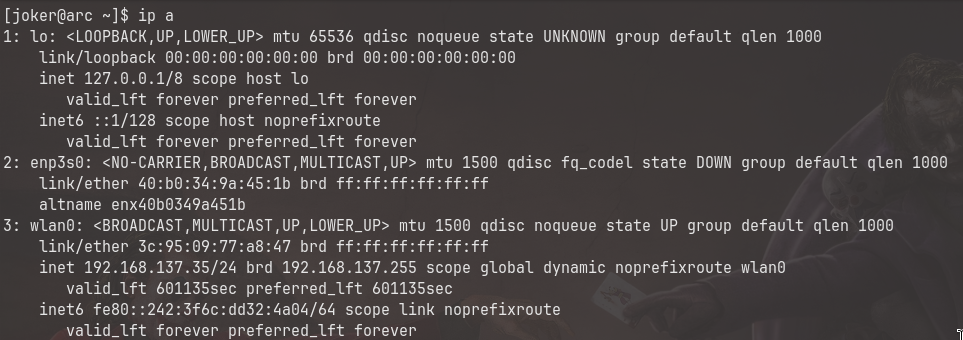 [joker@arc ~]$ ip a
1: lo: <LOOPBACK,UP,LOWER_UP> mtu 65536 qdisc noqueue state UNKNOWN group default qlen 1000
    link/loopback 00:00:00:00:00:00 brd 00:00:00:00:00:00
    inet 127.0.0.1/8 scope host lo
       valid_lft forever preferred_lft forever
    inet6 ::1/128 scope host noprefixroute
       valid_lft forever preferred_lft forever
2: enp3s0: <NO-CARRIER,BROADCAST,MULTICAST,UP> mtu 1500 qdisc fq_codel state DOWN group default qlen 1000
    link/ether 40:b0:34:9a:45:1b brd ff:ff:ff:ff:ff:ff
    altname enx40b0349a451b
3: wlan0: <BROADCAST,MULTICAST,UP,LOWER_UP> mtu 1500 qdisc noqueue state UP group default qlen 1000
    link/ether 3c:95:09:77:a8:47 brd ff:ff:ff:ff:ff:ff
    inet 192.168.137.35/24 brd 192.168.137.255 scope global dynamic noprefixroute wlan0
       valid_lft 601135sec preferred_lft 601135sec
    inet6 fe80::242:3f6c:dd32:4a04/64 scope link noprefixroute
       valid_lft forever preferred_lft forever